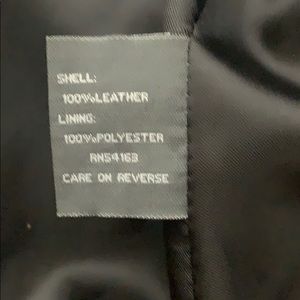 SHELL:
100%LEATHER
LINING:
100%POLYESTER
RN54163
CARE ON REVERSE